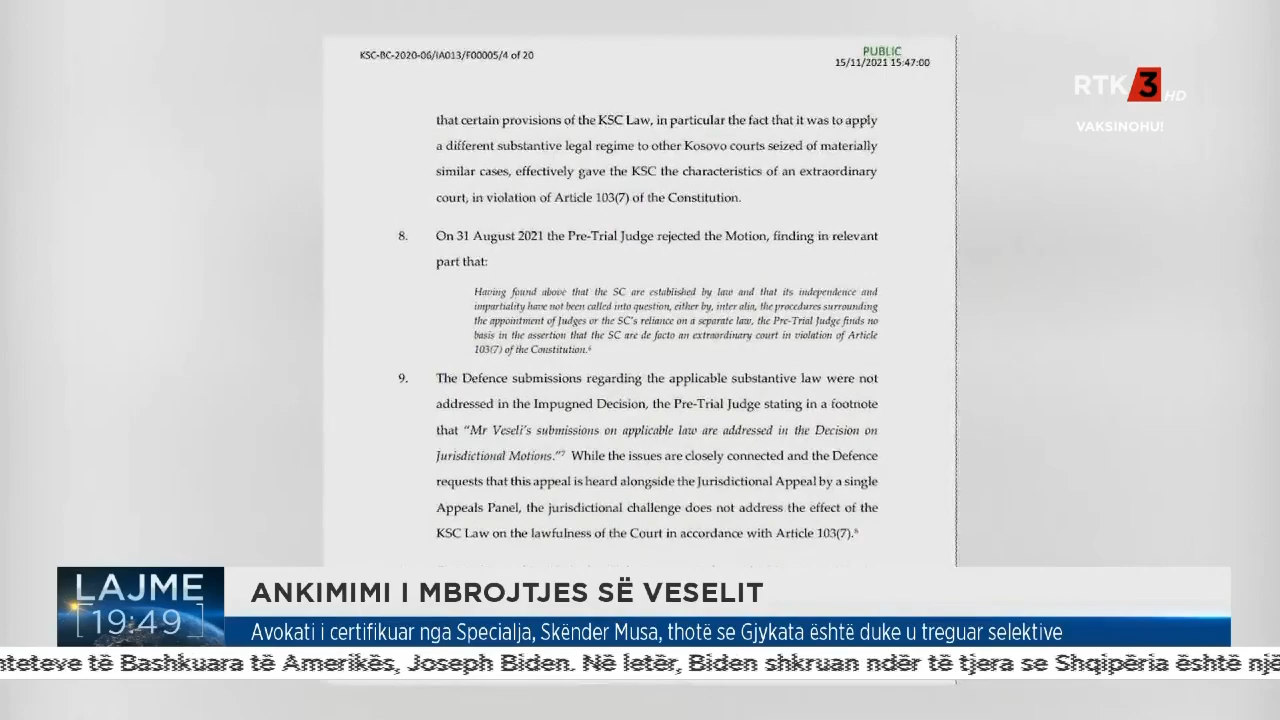 KSC-BC-2020-06/IA013/F00005/4 of 20
PUBLIC
15/11/2021 15:47:00
RTK 3 HD
VAKSINOHU!
that certain provisions of the KSC Law, in particular the fact that it was to apply
a different substantive legal regime to other Kosovo courts seized of materially
similar cases, effectively gave the KSC the characteristics of an extraordinary
court, in violation of Article 103(7) of the Constitution.
8. On 31 August 2021 the Pre-Trial Judge rejected the Motion, finding in relevant
part that:
Having found above that the SC are established by law and that its independence and
impartiality have not been called into question, either by, inter alia, the procedures surrounding
the appointment of Judges or the SC's reliance on a separate law, the Pre-Trial Judge finds no
basis in the assertion that the SC are de facto an extraordinary court in violation of Article
103(7) of the Constitution.⁶
9. The Defence submissions regarding the applicable substantive law were not
addressed in the Impugned Decision, the Pre-Trial Judge stating in a footnote
that “Mr Veseli's submissions on applicable law are addressed in the Decision on
Jurisdictional Motions.”⁷ While the issues are closely connected and the Defence
requests that this appeal is heard alongside the Jurisdictional Appeal by a single
Appeals Panel, the jurisdictional challenge does not address the effect of the
KSC Law on the lawfulness of the Court in accordance with Article 103(7).⁸
LAJME
19:49
ANKIMIMI I MBROJTJES SË VESELIT
Avokati i certifikuar nga Specialja, Skënder Musa, thotë se Gjykata është duke u treguar selektive
nteteve të Bashkuara të Amerikës, Joseph Biden. Në letër, Biden shkruan ndër të tjera se Shqipëria është një